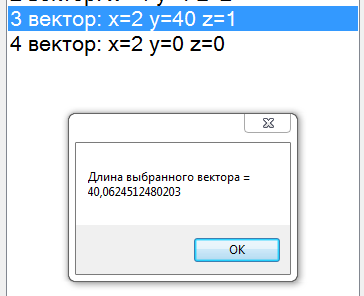 3 вектор: x=2 y=40 z=1
4 вектор: x=2 y=0 z=0
Длина выбранного вектора =
40,0624512480203
OK